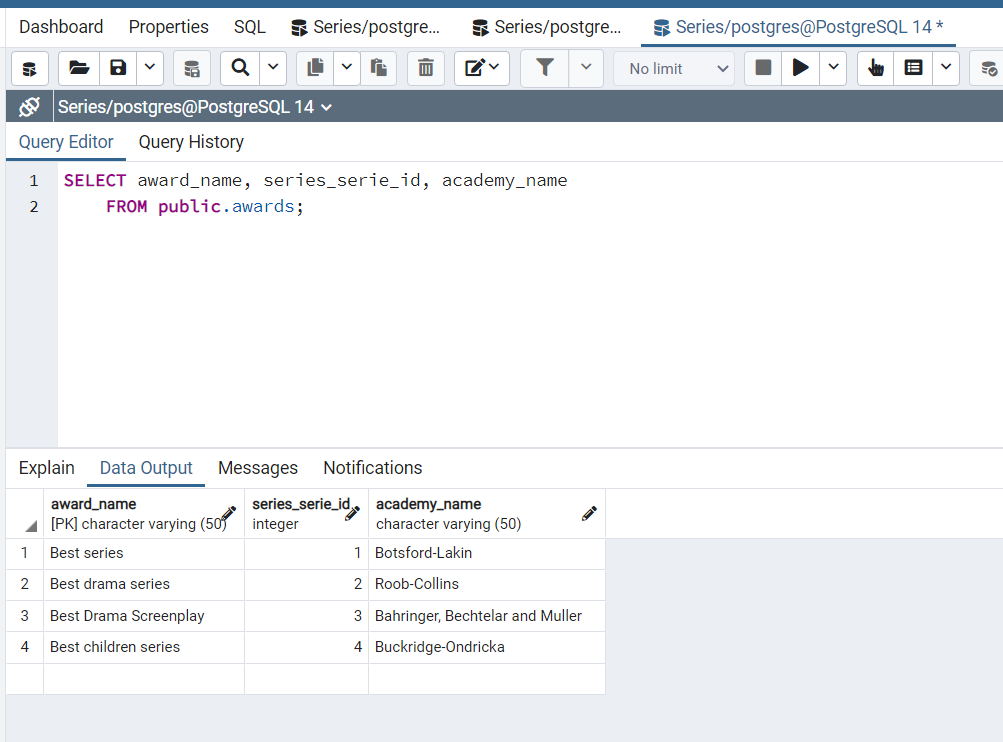 Dashboard Properties SQL Series/postgre... Series/postgre... Series/postgres@PostgreSQL 14 *
No limit
Series/postgres@PostgreSQL 14
Query Editor Query History
1 SELECT award_name, series_serie_id, academy_name
2 FROM public.awards;
Explain Data Output Messages Notifications
award_name series_serie_id academy_name
[PK] character varying (50) integer character varying (50)
1 Best series 1 Botsford-Lakin
2 Best drama series 2 Roob-Collins
3 Best Drama Screenplay 3 Bahringer, Bechtelar and Muller
4 Best children series 4 Buckridge-Ondricka